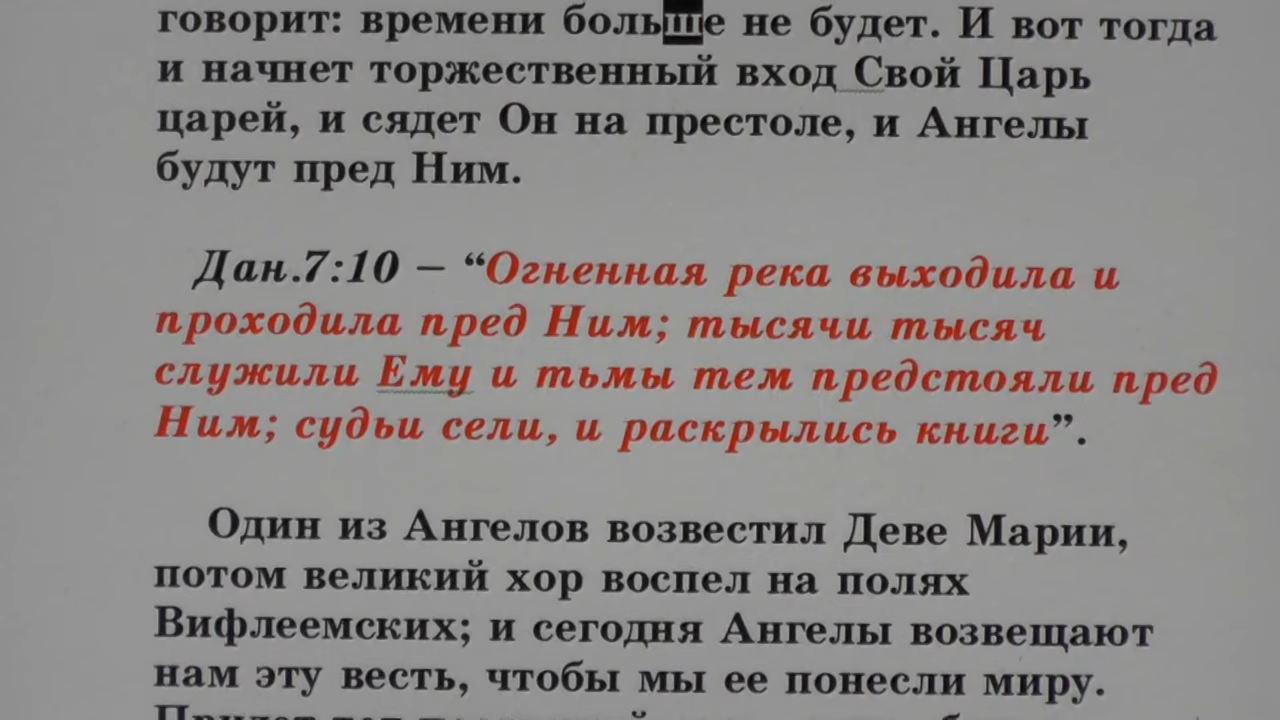 говорит: времени больше не будет. И вот тогда
и начнет торжественный вход Свой Царь
царей, и сядет Он на престоле, и Ангелы
будут пред Ним.
Дан.7:10 – “Огненная река выходила и
проходила пред Ним; тысячи тысяч
служили Ему и тьмы тем предстояли пред
Ним; судьи сели, и раскрылись книги”.
Один из Ангелов возвестил Деве Марии,
потом великий хор воспел на полях
Вифлеемских; и сегодня Ангелы возвещают
нам эту весть, чтобы мы ее понесли миру.